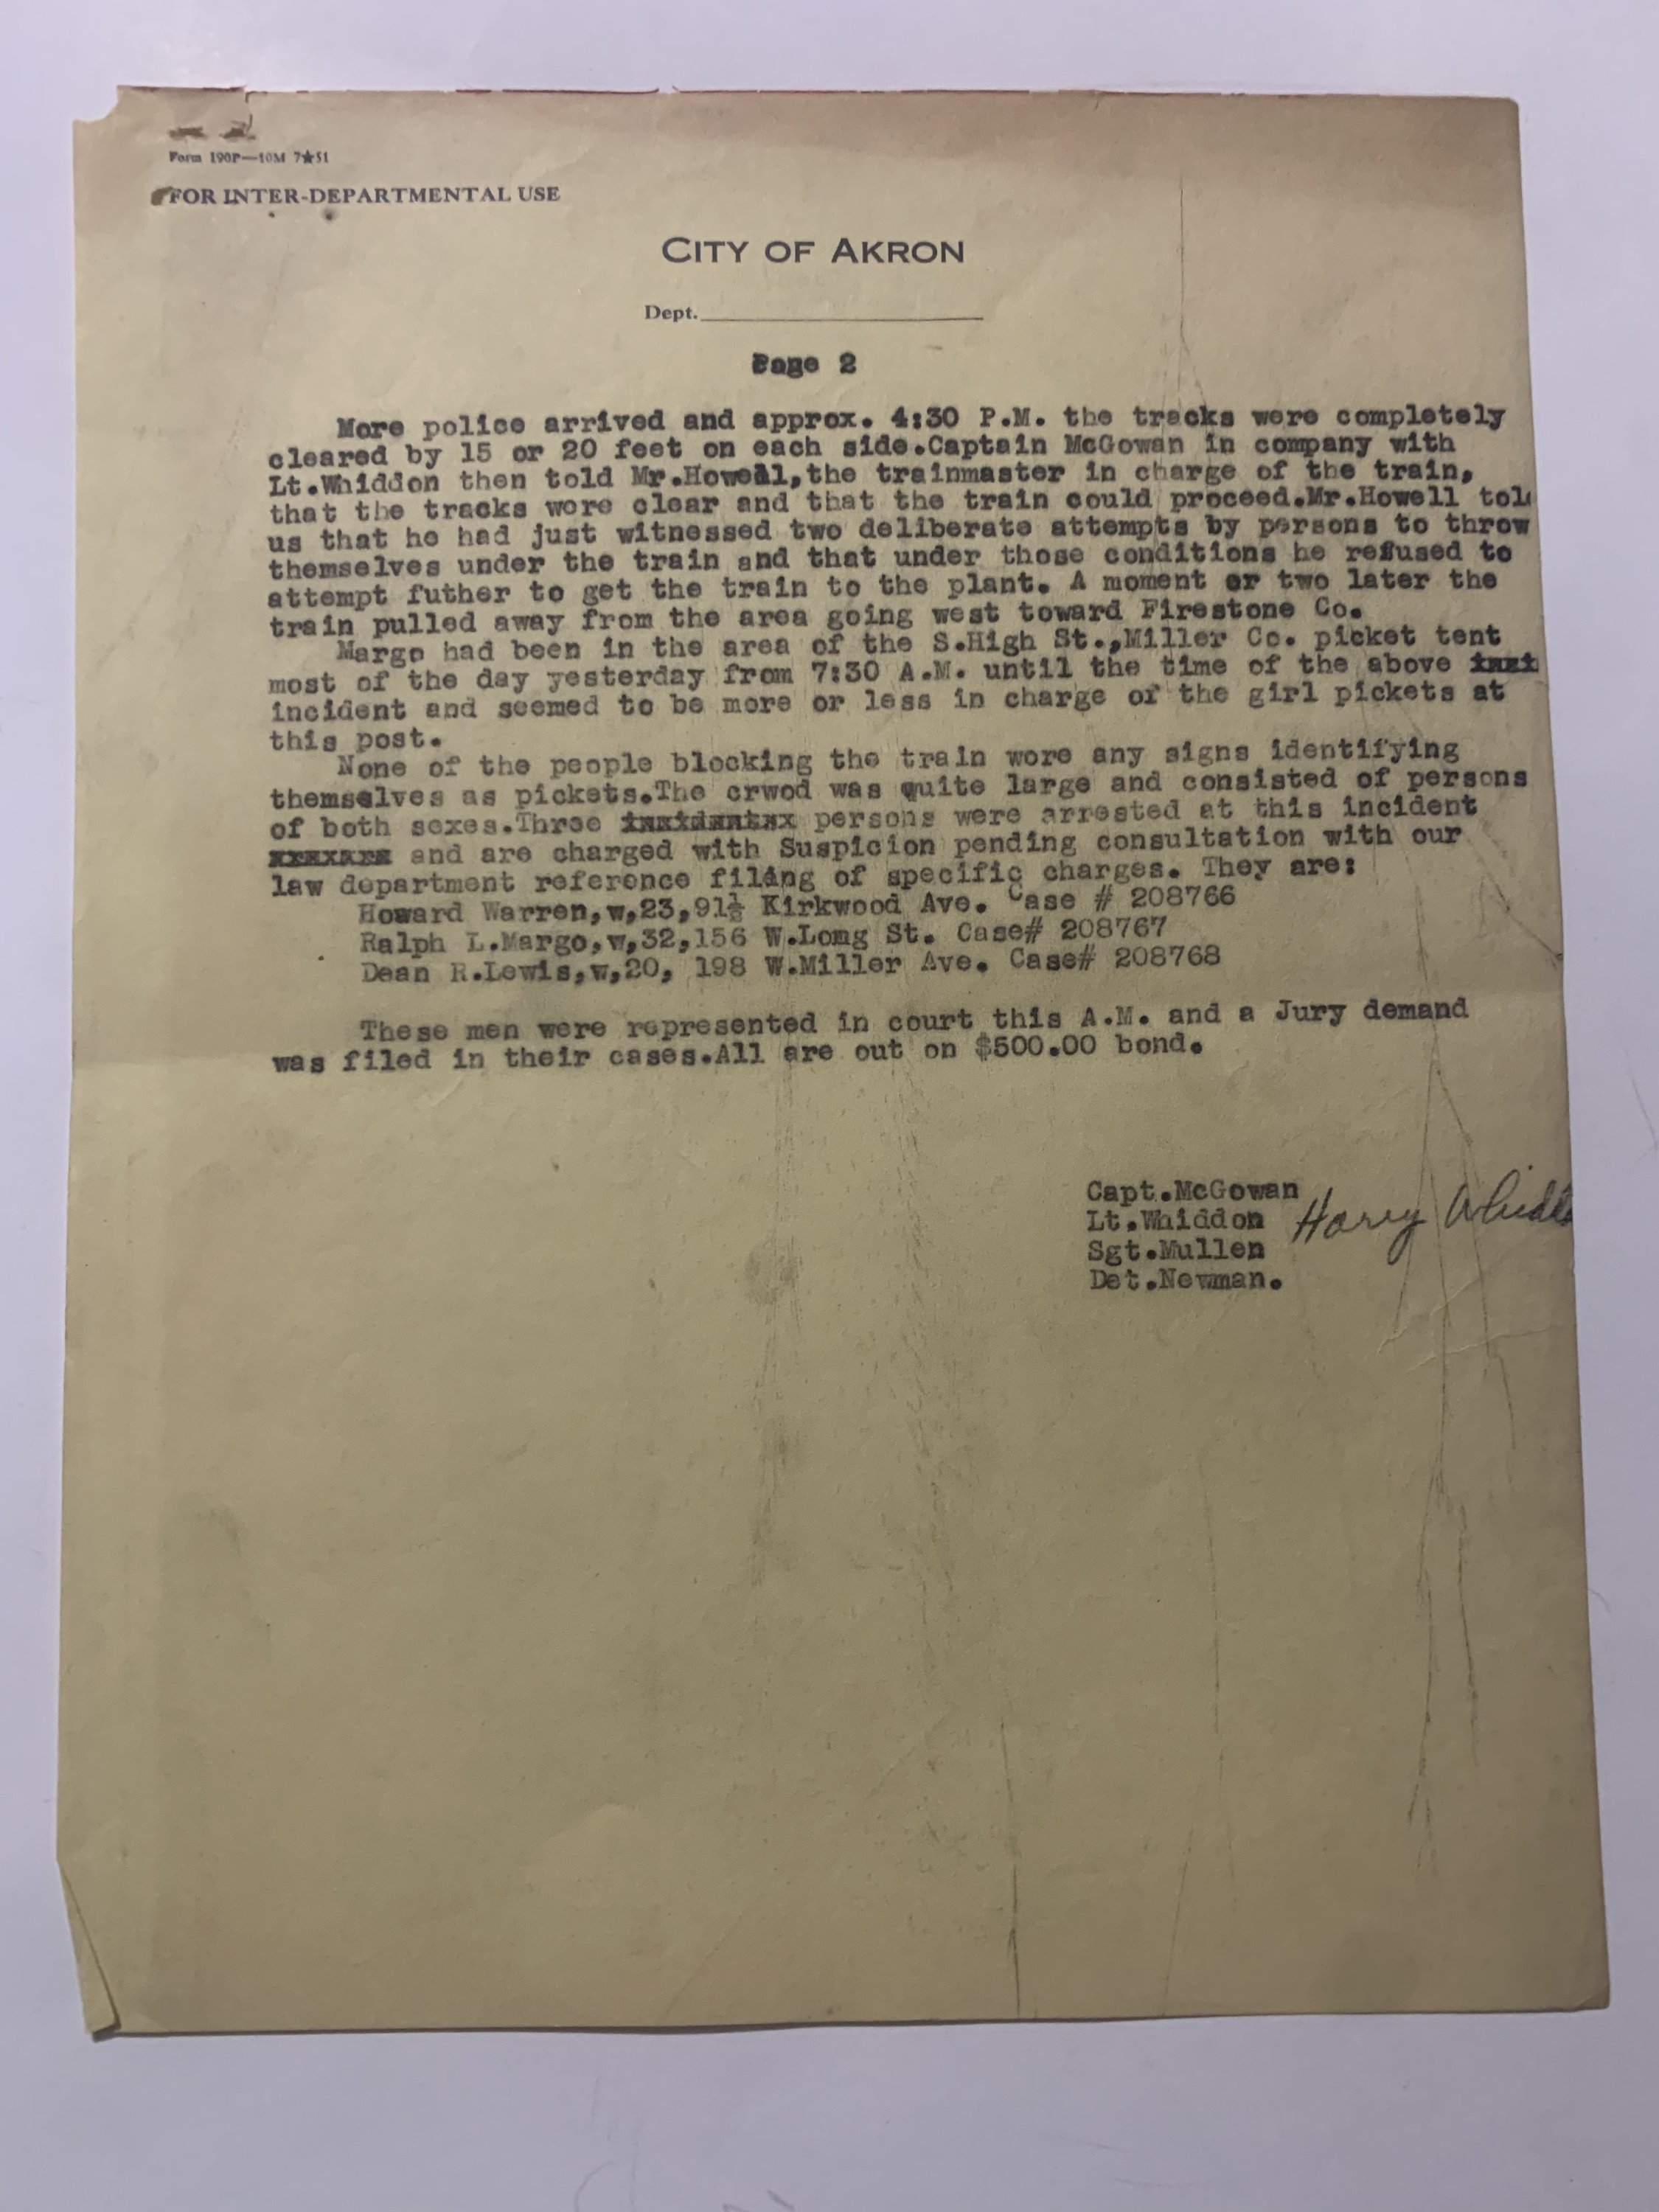 Form 190P—10M 7★51
FOR INTER-DEPARTMENTAL USE
CITY OF AKRON
Dept.
Page 2
More police arrived and approx. 4:30 P.M. the tracks were completely
cleared by 15 or 20 feet on each side.Captain McGowan in company with
Lt.Whiddon then told Mr.Howell,the trainmaster in charge of the train,
that the tracks wore clear and that the train could proceed.Mr.Howell told
us that he had just witnessed two deliberate attempts by persons to throw
themselves under the train and that under those conditions he refused to
attempt futher to get the train to the plant. A moment or two later the
train pulled away from the area going west toward Firestone Co.
Margo had been in the area of the S.High St.,Miller Co. picket tent
most of the day yesterday from 7:30 A.M. until the time of the above
incident and seemed to be more or less in charge of the girl pickets at
this post.
None of the people blocking the train wore any signs identifying
themselves as pickets.The crwod was quite large and consisted of persons
of both sexes.Three persons were arrested at this incident
and are charged with Suspicion pending consultation with our
law department reference filing of specific charges. They are:
Howard Warren,w,23,91½ Kirkwood Ave. Case # 208766
Ralph L.Margo,w,32,156 W.Long St. Case# 208767
Dean R.Lewis,w,20, 198 W.Miller Ave. Case# 208768
These men were represented in court this A.M. and a Jury demand
was filed in their cases.All are out on $500.00 bond.
Capt.McGowan
Lt.Whiddon Harry Whiddon
Sgt.Mullen
Det.Newman.